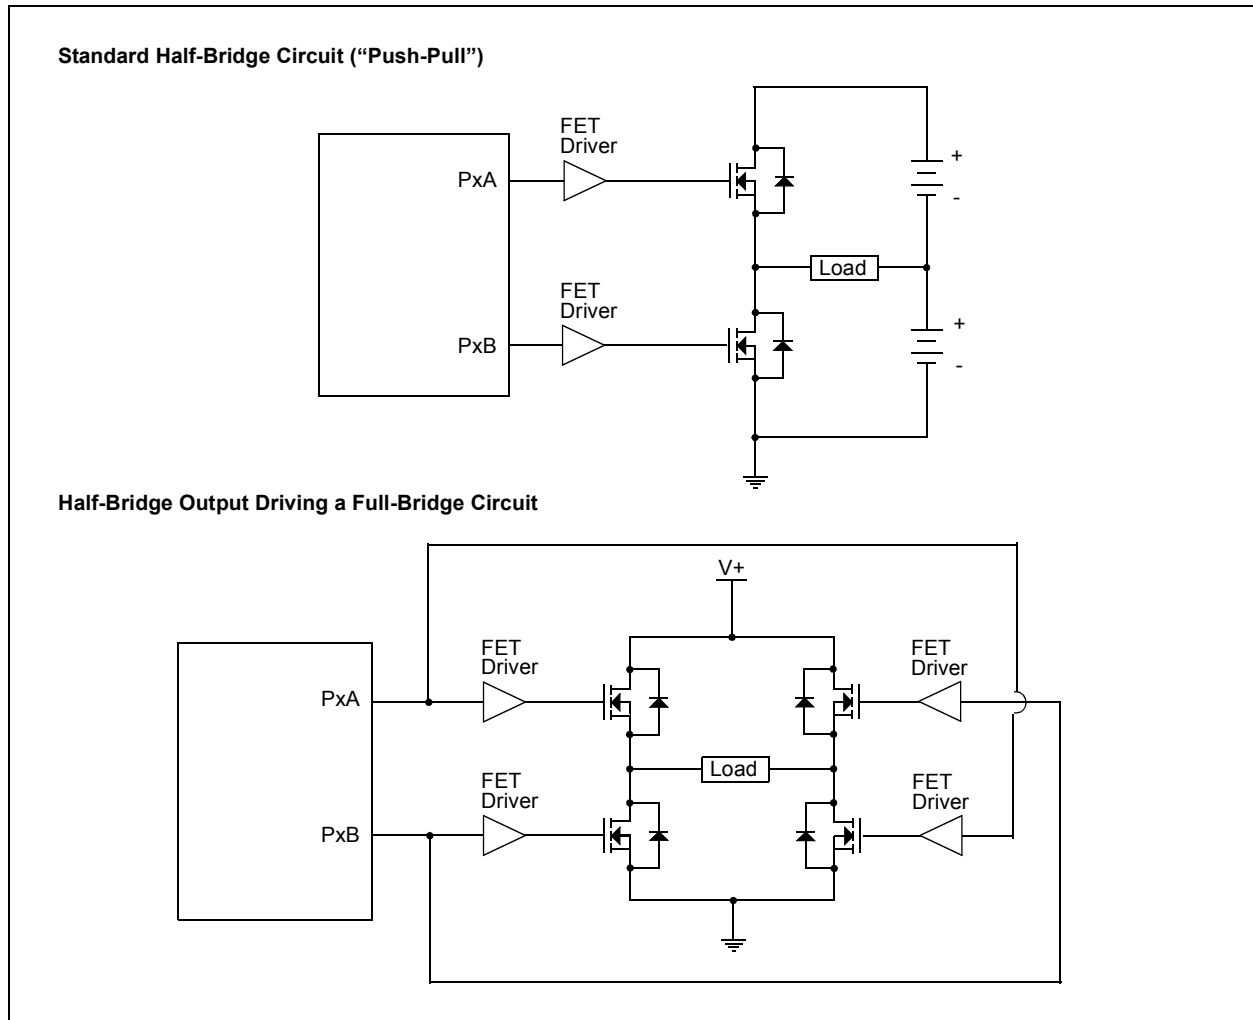 Standard Half-Bridge Circuit (“Push-Pull”)
FET
Driver
PxA
+
-
Load
FET
Driver
PxB
+
-
Half-Bridge Output Driving a Full-Bridge Circuit
V+
FET
Driver
FET
Driver
PxA
Load
FET
Driver
FET
Driver
PxB